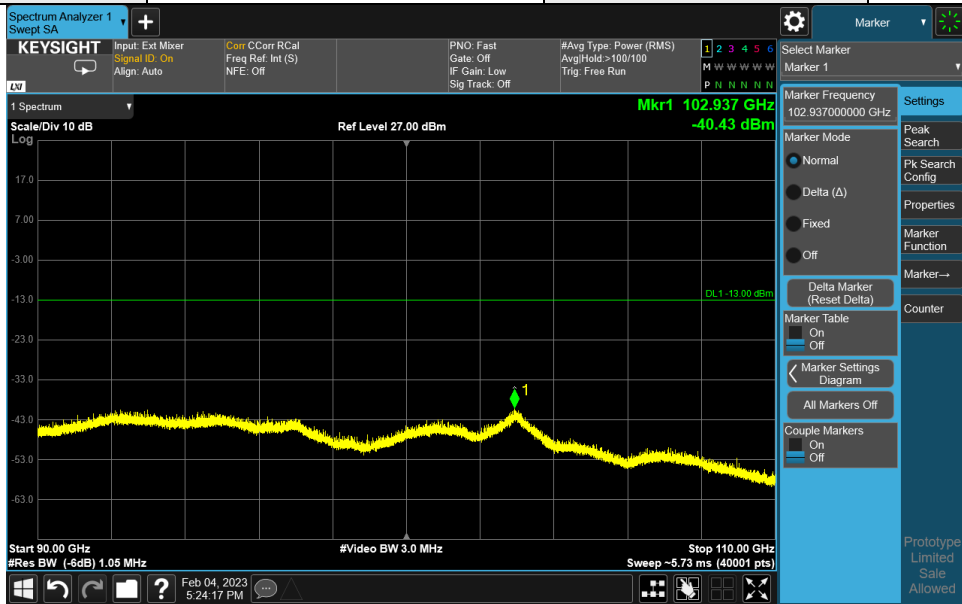 Spectrum Analyzer 1
Swept SA
Marker
KEYSIGHT
LXI
Input: Ext Mixer
Signal ID: On
Align: Auto
Corr CCorr RCal
Freq Ref: Int (S)
NFE: Off
PNO: Fast
Gate: Off
IF Gain: Low
Sig Track: Off
#Avg Type: Power (RMS)
Avg|Hold:>100/100
Trig: Free Run
1 2 3 4 5 6
M W W W W W
P N N N N N
Select Marker
Marker 1
1 Spectrum
Scale/Div 10 dB
Log
Ref Level 27.00 dBm
Mkr1 102.937 GHz
-40.43 dBm
17.0
7.00
-3.00
-13.0
-23.0
-33.0
-43.0
-53.0
-63.0
DL1 -13.00 dBm
1
Start 90.00 GHz
#Res BW (-6dB) 1.05 MHz
#Video BW 3.0 MHz
Stop 110.00 GHz
Sweep ~5.73 ms (40001 pts)
Marker Frequency
102.937000000 GHz
Marker Mode
Normal
Delta (Δ)
Fixed
Off
Delta Marker
(Reset Delta)
Marker Table
On
Off
Marker Settings
Diagram
All Markers Off
Couple Markers
On
Off
Settings
Peak
Search
Pk Search
Config
Properties
Marker
Function
Marker→
Counter
Prototype
Limited
Sale
Allowed
Feb 04, 2023
5:24:17 PM